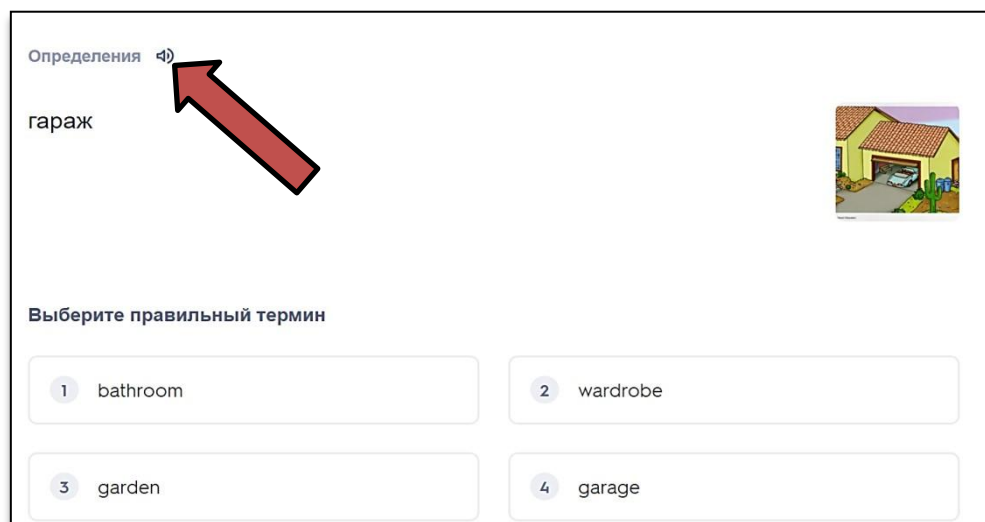 Определения
гараж
Выберите правильный термин
1 bathroom
2 wardrobe
3 garden
4 garage